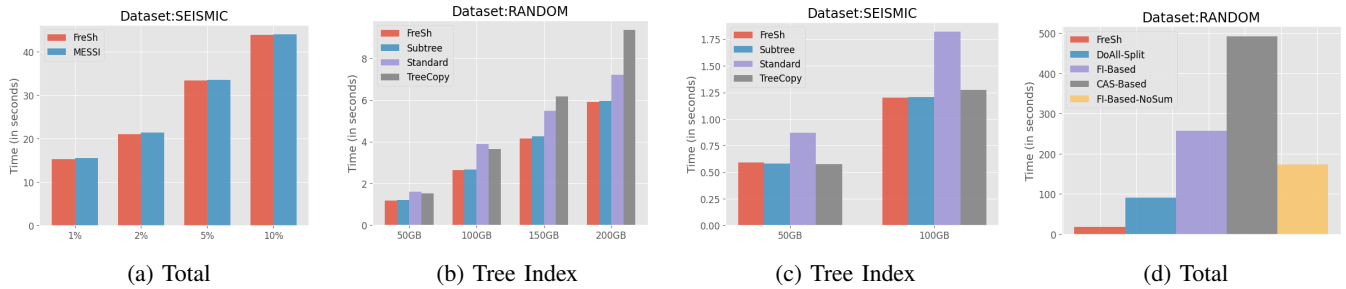 Dataset:SEISMIC
FreSh
MESSI
Time (in seconds)
40
30
20
10
0
1% 2% 5% 10%
(a) Total
Dataset:RANDOM
FreSh
Subtree
Standard
TreeCopy
Time (in seconds)
8
6
4
2
0
50GB 100GB 150GB 200GB
(b) Tree Index
Dataset:SEISMIC
FreSh
Subtree
Standard
TreeCopy
Time (in seconds)
1.75
1.50
1.25
1.00
0.75
0.50
0.25
0.00
50GB 100GB
(c) Tree Index
Dataset:RANDOM
FreSh
DoAll-Split
FI-Based
CAS-Based
FI-Based-NoSum
Time (in seconds)
500
400
300
200
100
0
(d) Total